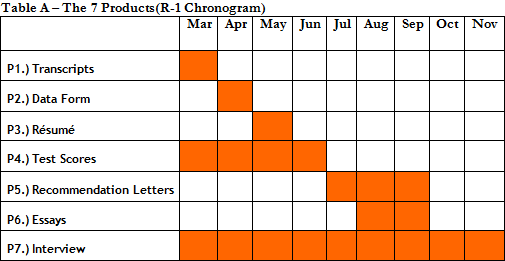 Table A – The 7 Products(R-1 Chronogram)
Mar Apr May Jun Jul Aug Sep Oct Nov
P1.) Transcripts
P2.) Data Form
P3.) Résumé
P4.) Test Scores
P5.) Recommendation Letters
P6.) Essays
P7.) Interview